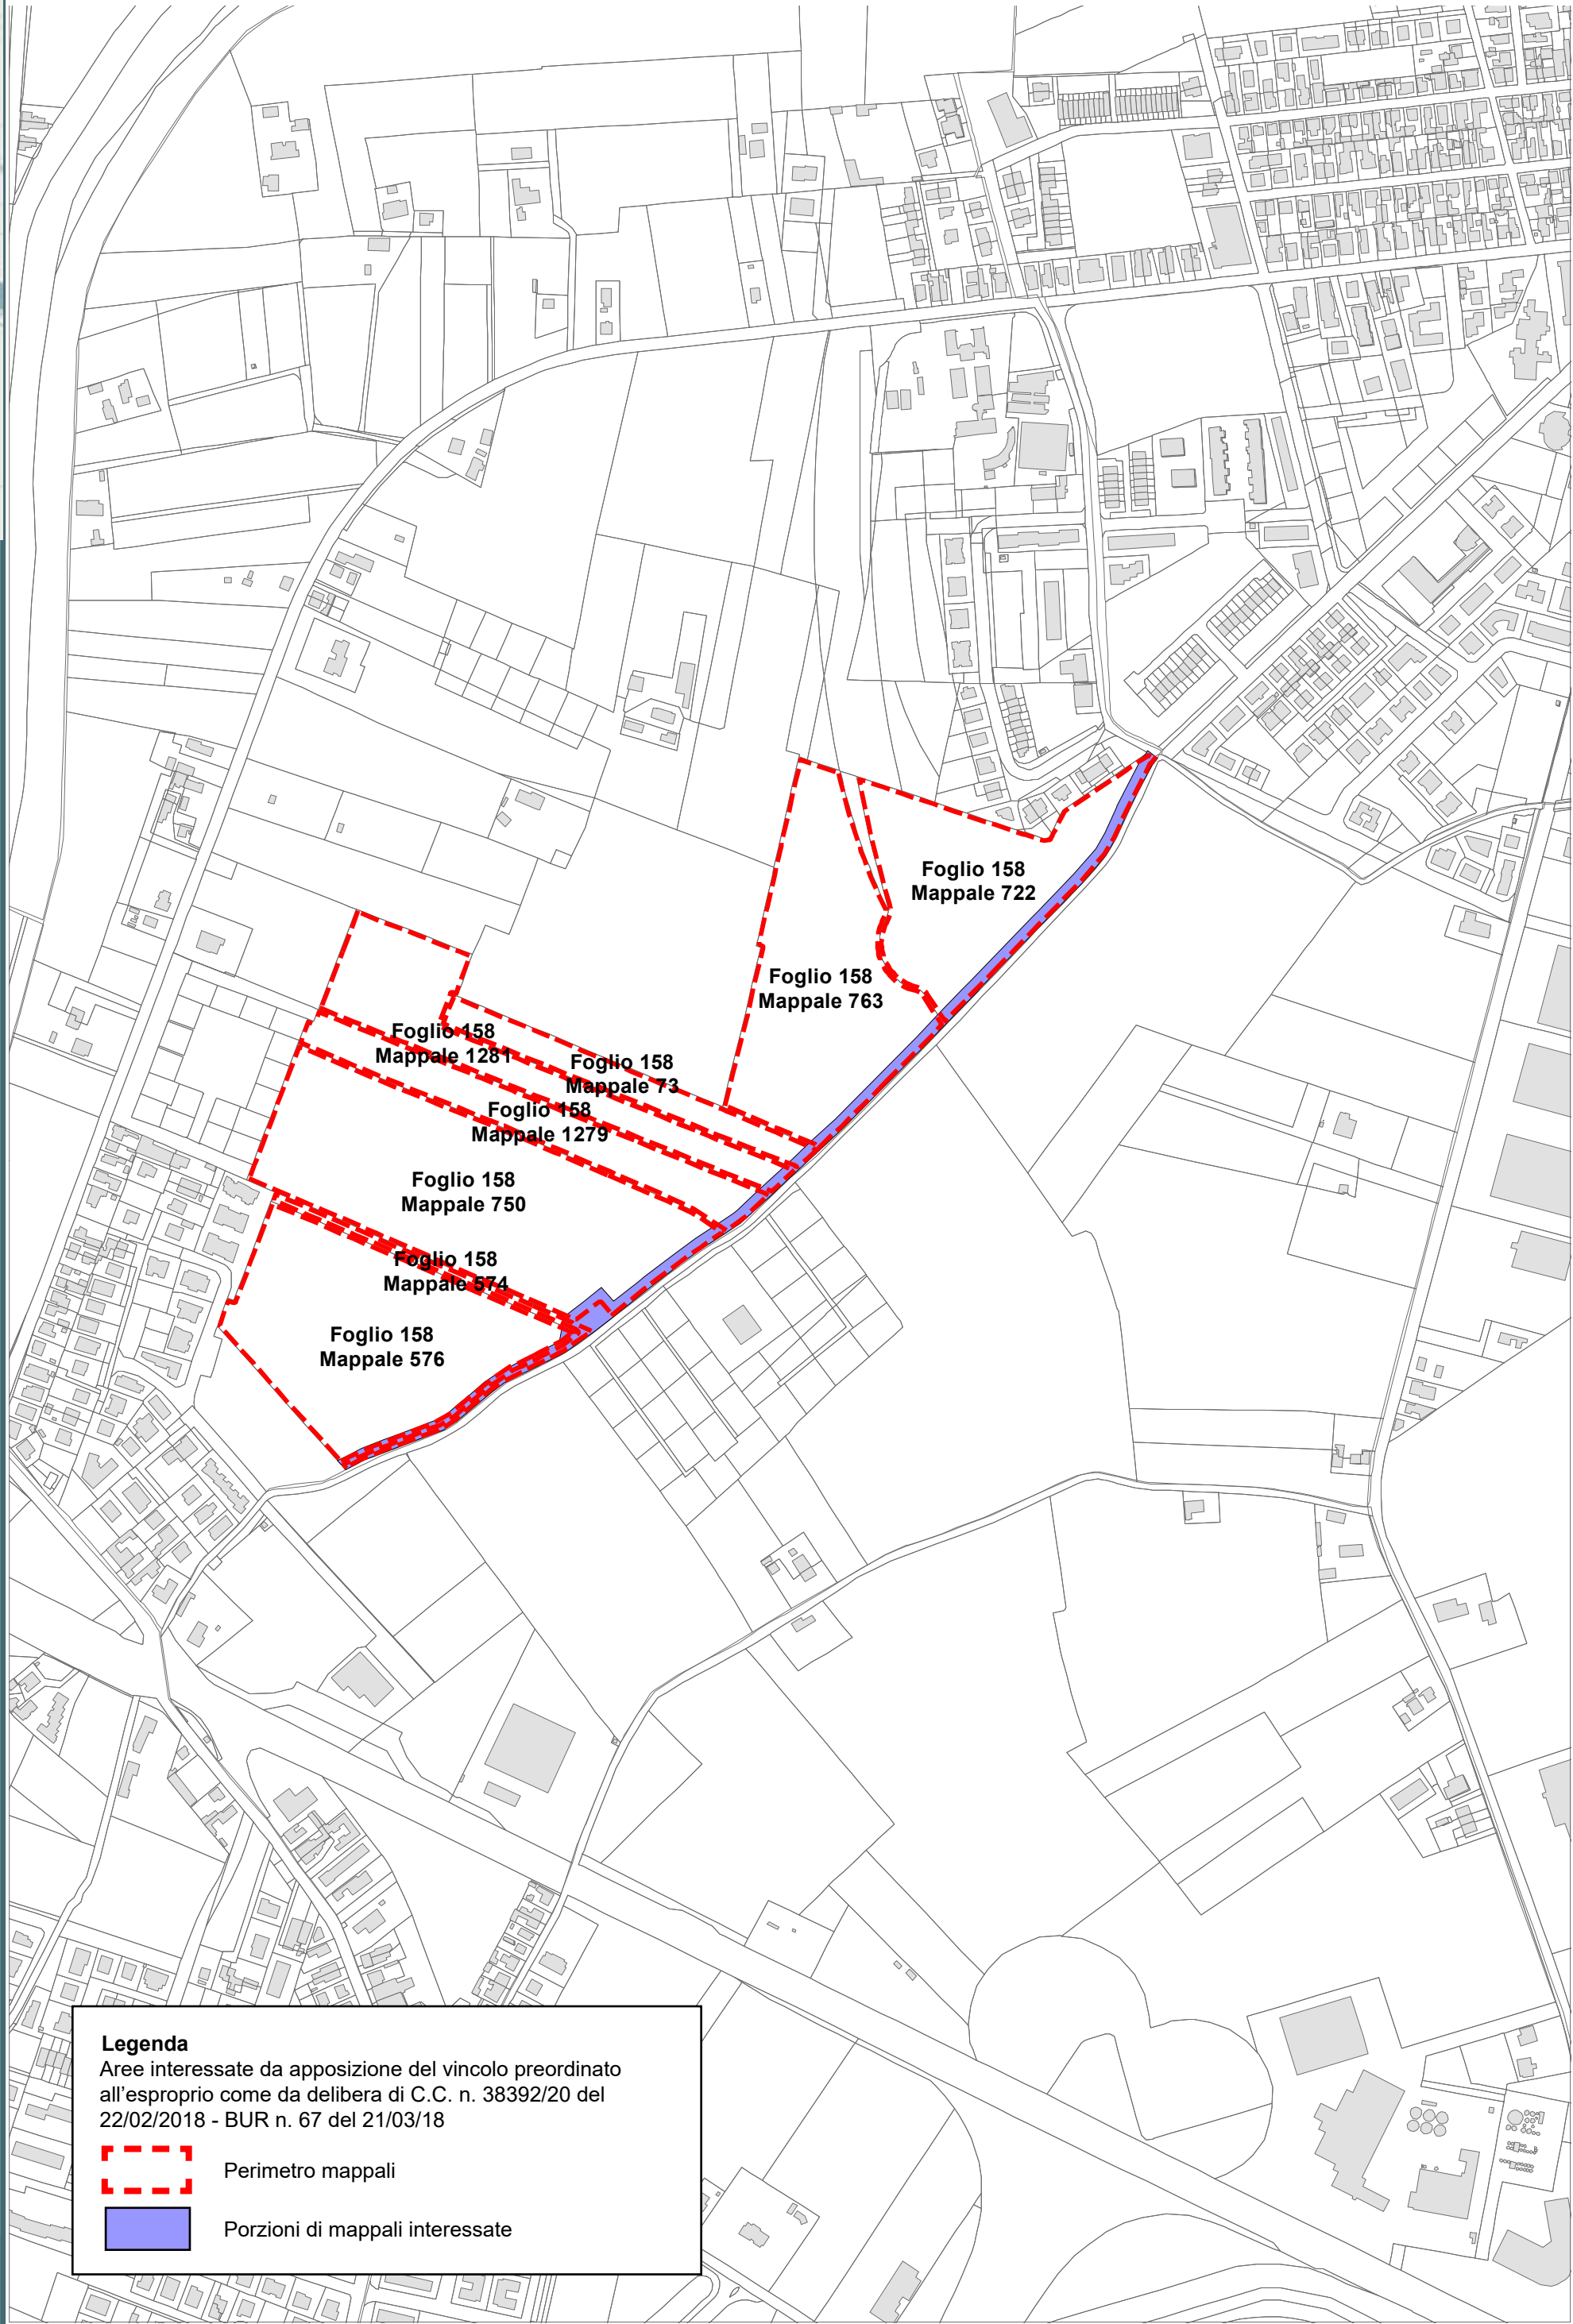 Foglio 158
Mappale 722
Foglio 158
Mappale 763
Foglio 158
Mappale 1281
Foglio 158
Mappale 73
Foglio 158
Mappale 1279
Foglio 158
Mappale 750
Foglio 158
Mappale 574
Foglio 158
Mappale 576
Legenda
Aree interessate da apposizione del vincolo preordinato
all'esproprio come da delibera di C.C. n. 38392/20 del
22/02/2018 - BUR n. 67 del 21/03/18
Perimetro mappali
Porzioni di mappali interessate